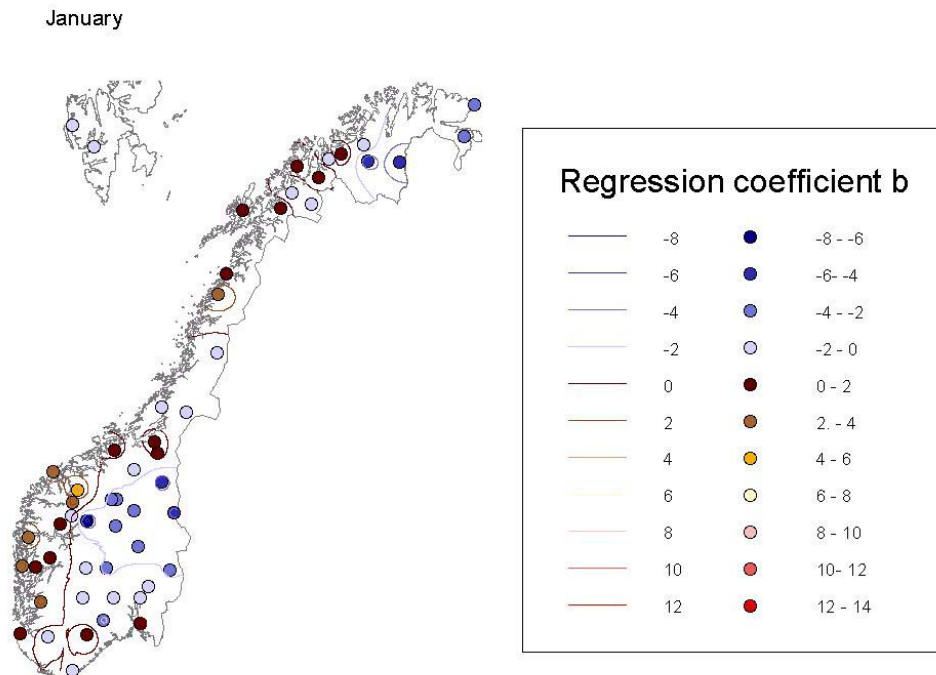 January
Regression coefficient b
-8 -8 - -6
-6 -6- -4
-4 -4 - -2
-2 -2 - 0
0 0 - 2
2 2. - 4
4 4 - 6
6 6 - 8
8 8 - 10
10 10- 12
12 12 - 14